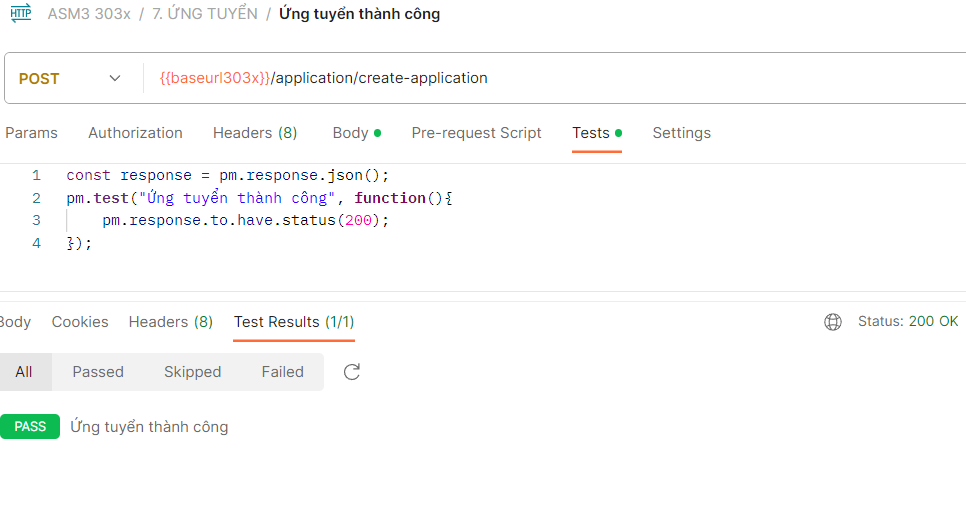 HTTP ASM3 303x / 7. ỨNG TUYỂN / Ứng tuyển thành công
POST {{baseurl303x}}/application/create-application
Params Authorization Headers (8) Body Pre-request Script Tests Settings
1 const response = pm.response.json();
2 pm.test("Ứng tuyển thành công", function(){
3 pm.response.to.have.status(200);
4 });
Body Cookies Headers (8) Test Results (1/1) Status: 200 OK
All Passed Skipped Failed
PASS Ứng tuyển thành công